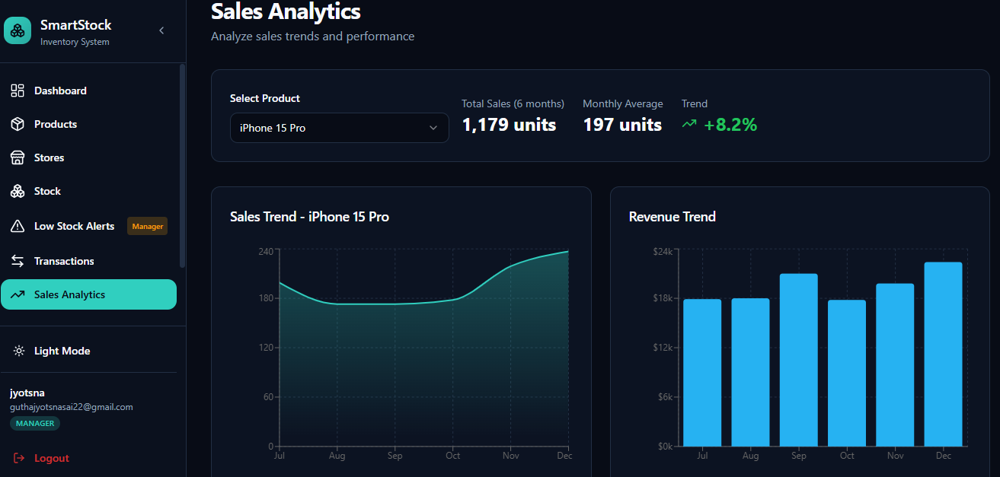 SmartStock
Inventory System
Dashboard
Products
Stores
Stock
Low Stock Alerts Manager
Transactions
Sales Analytics
Light Mode
jyotsna
guthajyotsnasai22@gmail.com
MANAGER
Logout
Sales Analytics
Analyze sales trends and performance
Select Product
iPhone 15 Pro
Total Sales (6 months)
1,179 units
Monthly Average
197 units
Trend
+8.2%
Sales Trend - iPhone 15 Pro
240
180
120
60
0
Jul Aug Sep Oct Nov Dec
Revenue Trend
$24k
$18k
$12k
$6k
$0k
Jul Aug Sep Oct Nov Dec